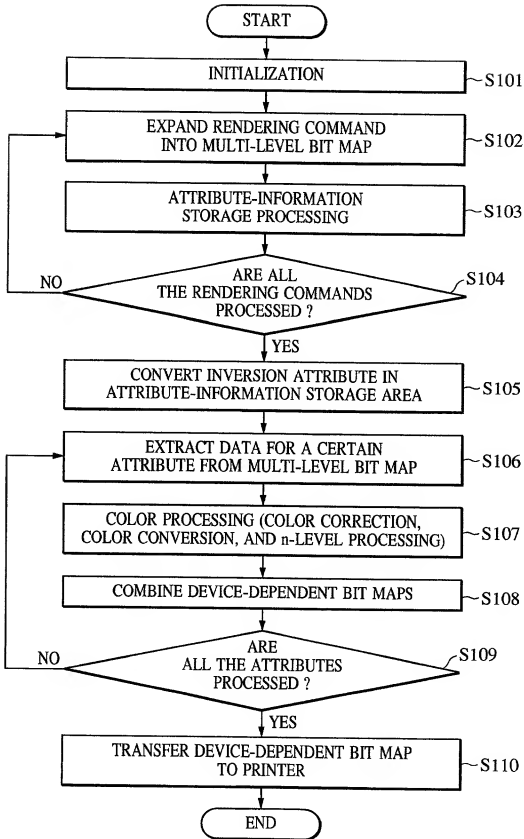 START
INITIALIZATION
S101
EXPAND RENDERING COMMAND
INTO MULTI-LEVEL BIT MAP
S102
ATTRIBUTE-INFORMATION
STORAGE PROCESSING
S103
ARE ALL
THE RENDERING COMMANDS
PROCESSED ?
S104
NO
YES
CONVERT INVERSION ATTRIBUTE IN
ATTRIBUTE-INFORMATION STORAGE AREA
S105
EXTRACT DATA FOR A CERTAIN
ATTRIBUTE FROM MULTI-LEVEL BIT MAP
S106
COLOR PROCESSING (COLOR CORRECTION,
COLOR CONVERSION, AND n-LEVEL PROCESSING)
S107
COMBINE DEVICE-DEPENDENT BIT MAPS
S108
ARE
ALL THE ATTRIBUTES
PROCESSED ?
S109
NO
YES
TRANSFER DEVICE-DEPENDENT BIT MAP
TO PRINTER
S110
END